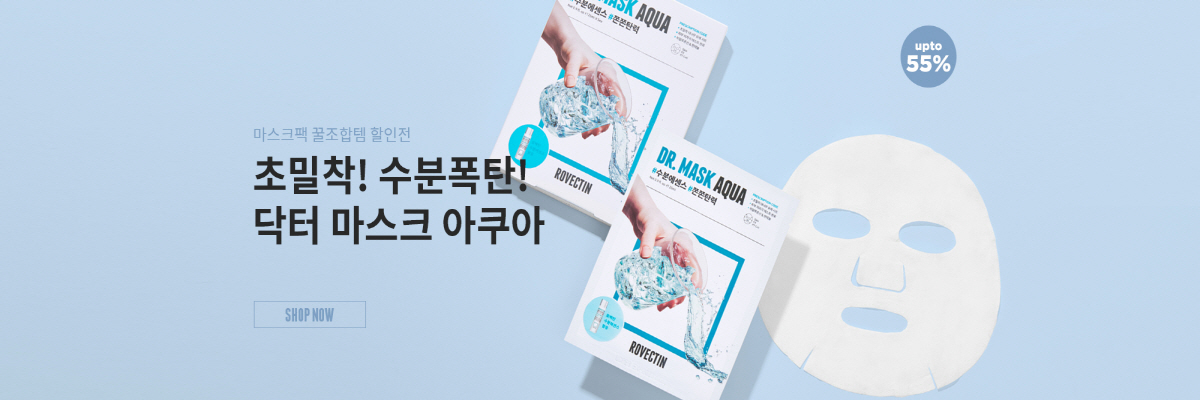 마스크팩 꿀조합템 할인전
초밀착! 수분폭탄!
닥터 마스크 아쿠아
SHOP NOW
upto
55%
MASK AQUA
#수분에센스 #쫀쫀탄력
ROVECTIN
DR. MASK AQUA
#수분에센스 #쫀쫀탄력
ROVECTIN